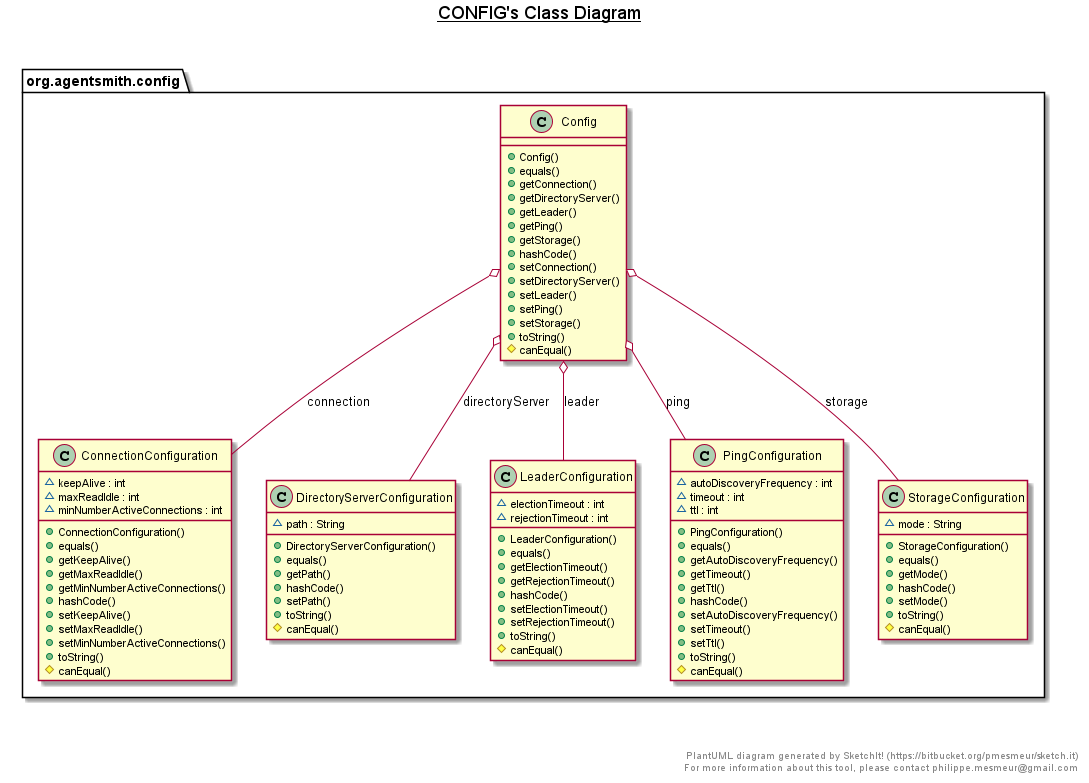 CONFIG's Class Diagram
org.agentsmith.config
C Config
Config()
equals()
getConnection()
getDirectoryServer()
getLeader()
getPing()
getStorage()
hashCode()
setConnection()
setDirectoryServer()
setLeader()
setPing()
setStorage()
toString()
canEqual()
connection
directoryServer
leader
ping
storage
C ConnectionConfiguration
keepAlive : int
maxReadIdle : int
minNumberActiveConnections : int
ConnectionConfiguration()
equals()
getKeepAlive()
getMaxReadIdle()
getMinNumberActiveConnections()
hashCode()
setKeepAlive()
setMaxReadIdle()
setMinNumberActiveConnections()
toString()
canEqual()
C DirectoryServerConfiguration
path : String
DirectoryServerConfiguration()
equals()
getPath()
hashCode()
setPath()
toString()
canEqual()
C LeaderConfiguration
electionTimeout : int
rejectionTimeout : int
LeaderConfiguration()
equals()
getElectionTimeout()
getRejectionTimeout()
hashCode()
setElectionTimeout()
setRejectionTimeout()
toString()
canEqual()
C PingConfiguration
autoDiscoveryFrequency : int
timeout : int
ttl : int
PingConfiguration()
equals()
getAutoDiscoveryFrequency()
getTimeout()
getTtl()
hashCode()
setAutoDiscoveryFrequency()
setTimeout()
setTtl()
toString()
canEqual()
C StorageConfiguration
mode : String
StorageConfiguration()
equals()
getMode()
hashCode()
setMode()
toString()
canEqual()
PlantUML diagram generated by SketchIt! (https://bitbucket.org/pmesmeur/sketch.it)
For more information about this tool, please contact philippe.mesmeur@gmail.com